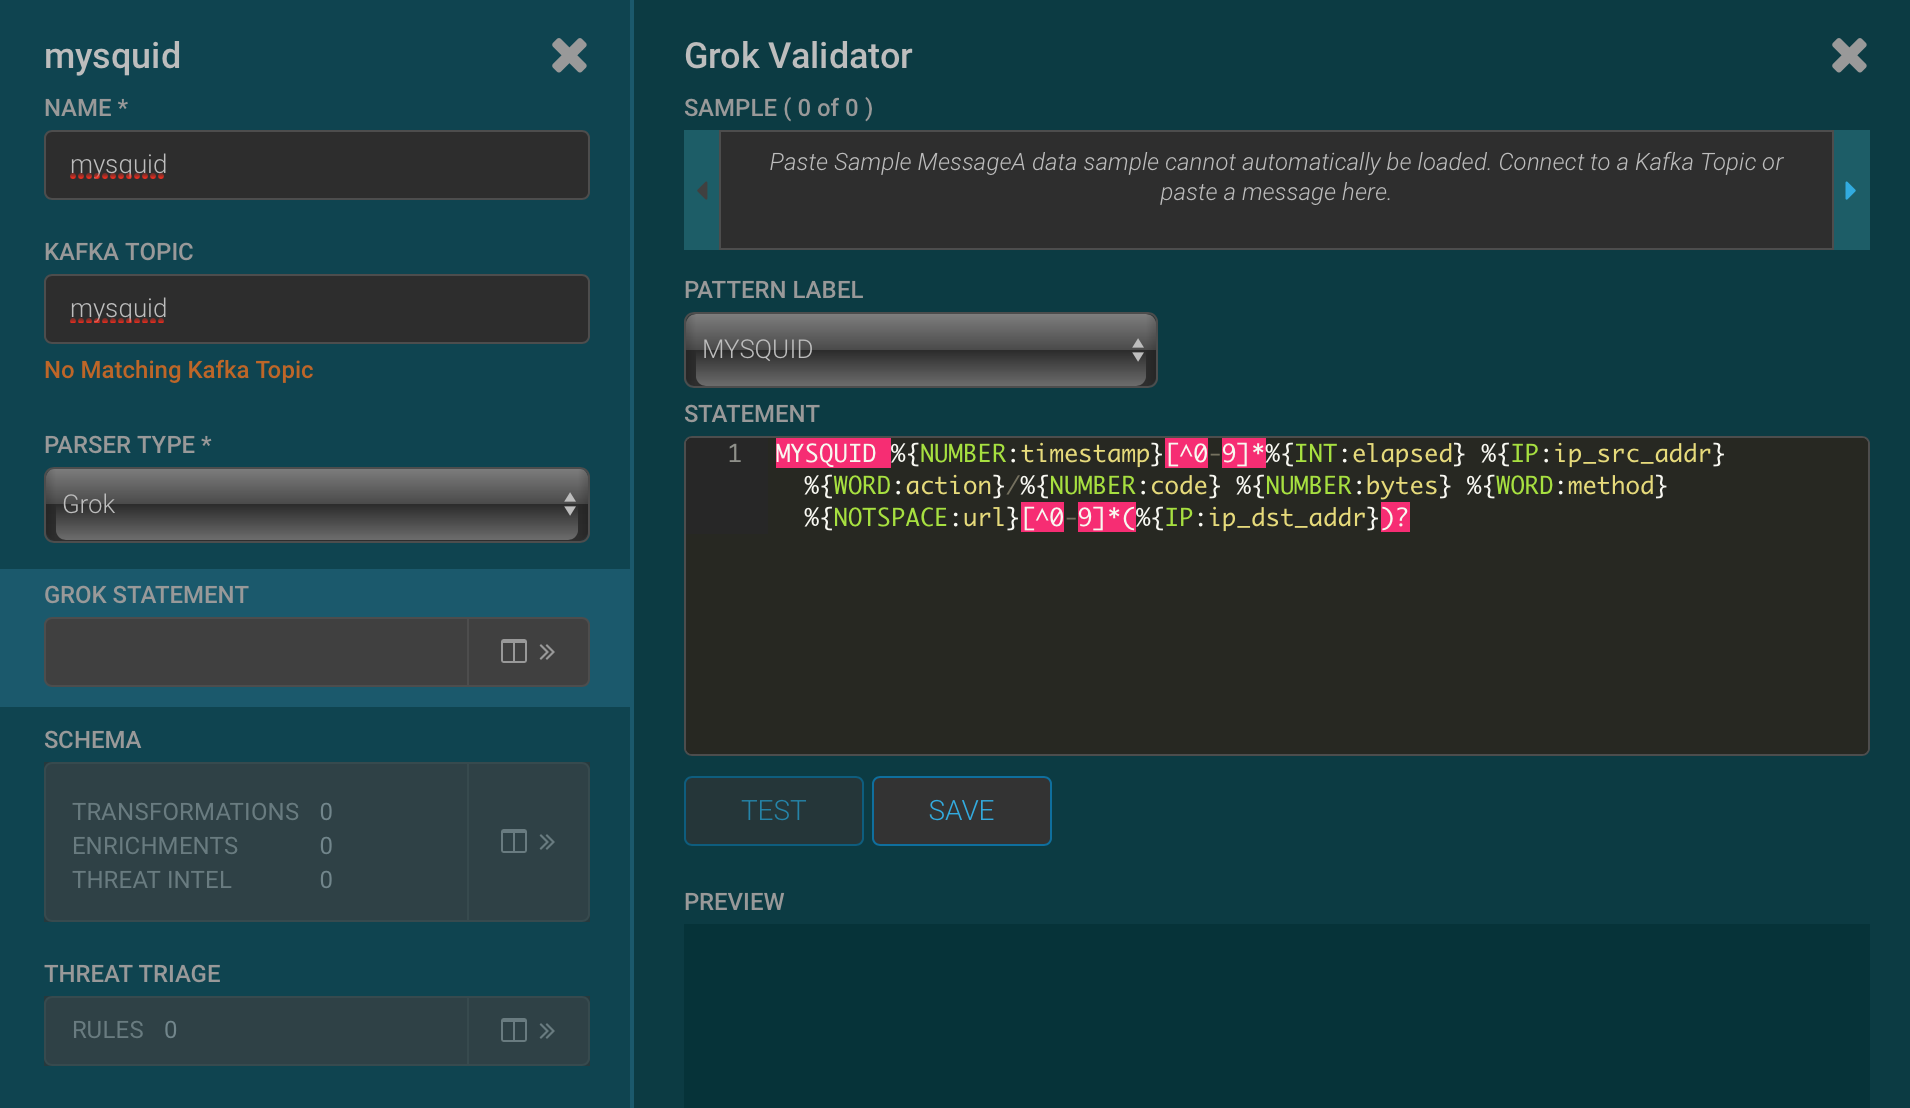 mysquid
NAME *
mysquid
KAFKA TOPIC
mysquid
No Matching Kafka Topic
PARSER TYPE *
Grok
GROK STATEMENT
SCHEMA
TRANSFORMATIONS 0
ENRICHMENTS 0
THREAT INTEL 0
THREAT TRIAGE
RULES 0
Grok Validator
SAMPLE ( 0 of 0 )
Paste Sample MessageA data sample cannot automatically be loaded. Connect to a Kafka Topic or
paste a message here.
PATTERN LABEL
MYSQUID
STATEMENT
1 MYSQUID %{NUMBER:timestamp}[^0-9]*%{INT:elapsed} %{IP:ip_src_addr}
%{WORD:action}/%{NUMBER:code} %{NUMBER:bytes} %{WORD:method}
%{NOTSPACE:url}[^0-9]*(%{IP:ip_dst_addr})?
TEST SAVE
PREVIEW